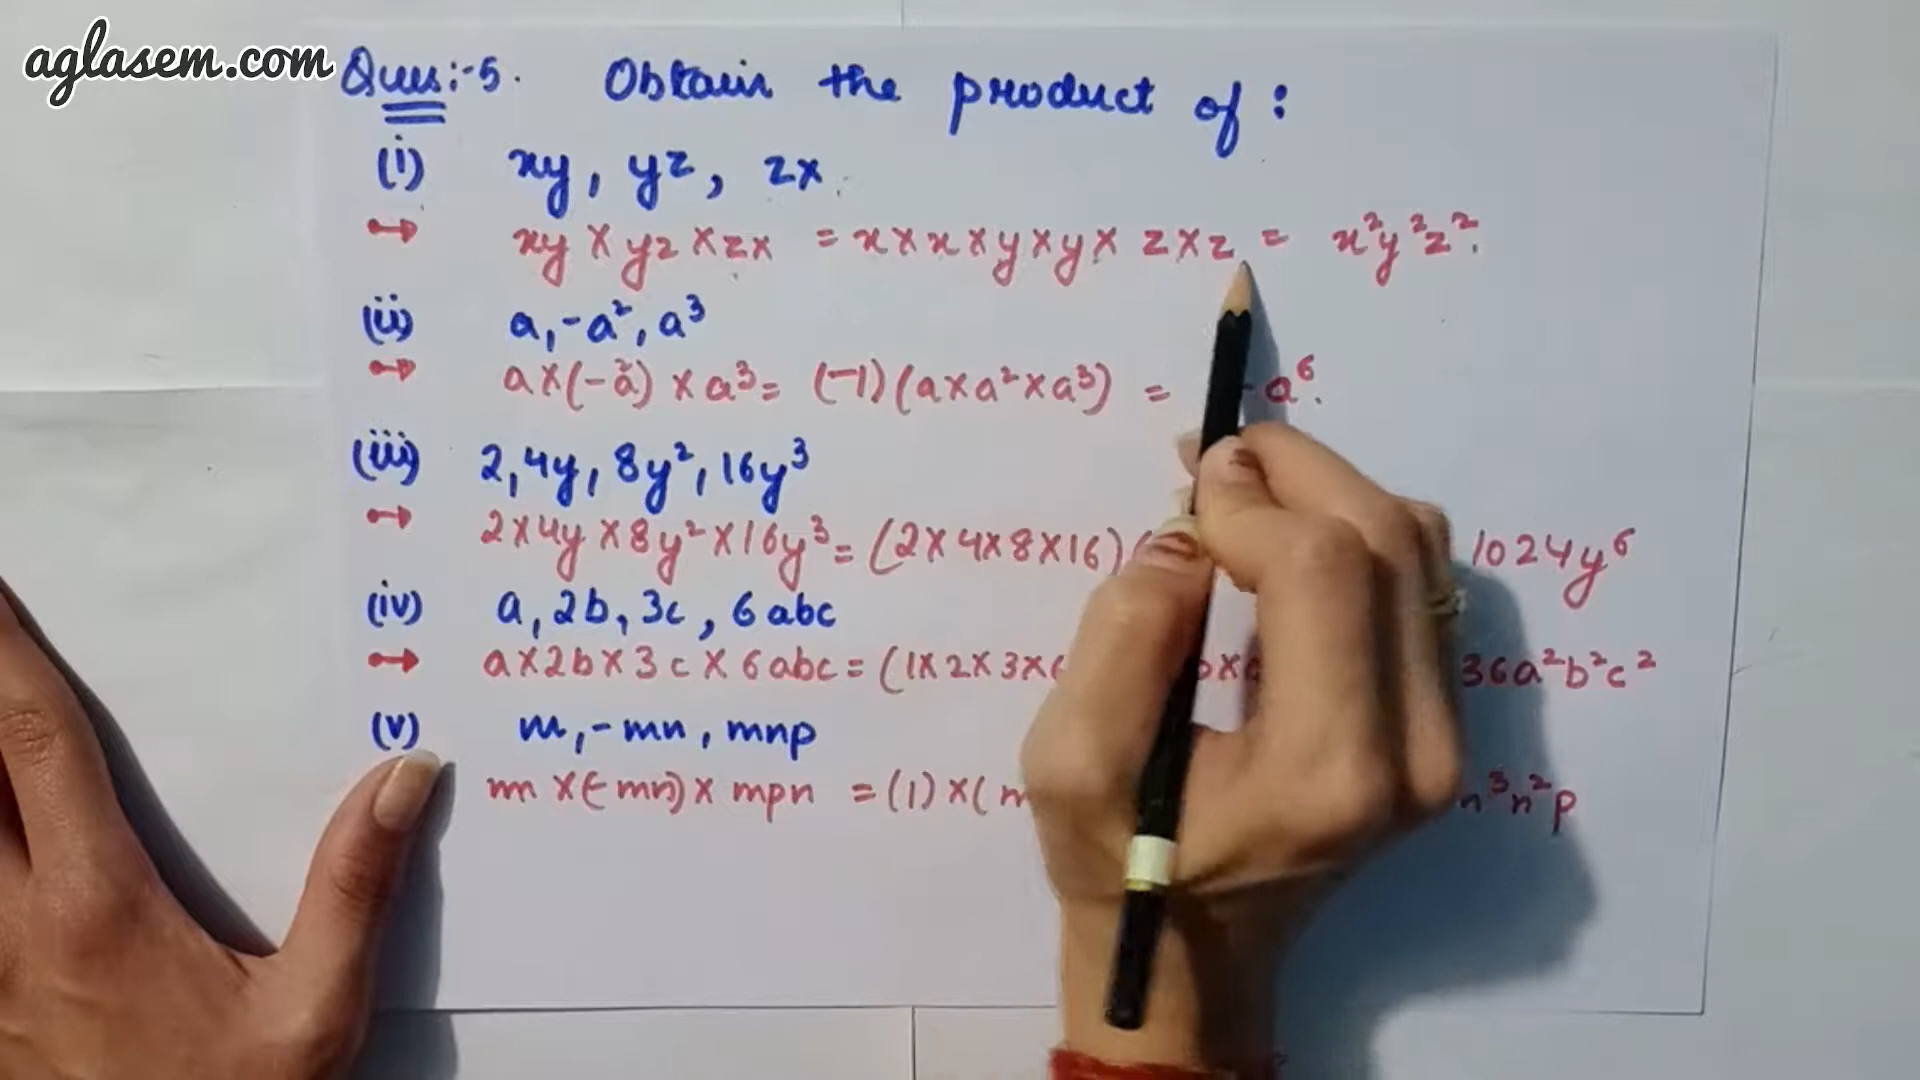 aglasem.com
Ques:-5. Obtain the product of :
(i) xy, yz, zx
→ xy × yz × zx = x × x × y × y × z × z = x²y²z².
(ii) a, -a², a³
→ a×(-a²) × a³ = (-1)(a×a²×a³) = -a⁶.
(iii) 2, 4y, 8y², 16y³
→ 2×4y×8y²×16y³ = (2×4×8×16) 1024y⁶
(iv) a, 2b, 3c, 6abc
→ a×2b×3c×6abc = (1×2×3× 36a²b²c²
(v) m, -mn, mnp
m ×(-mn)× mpn = (1)×( n²p